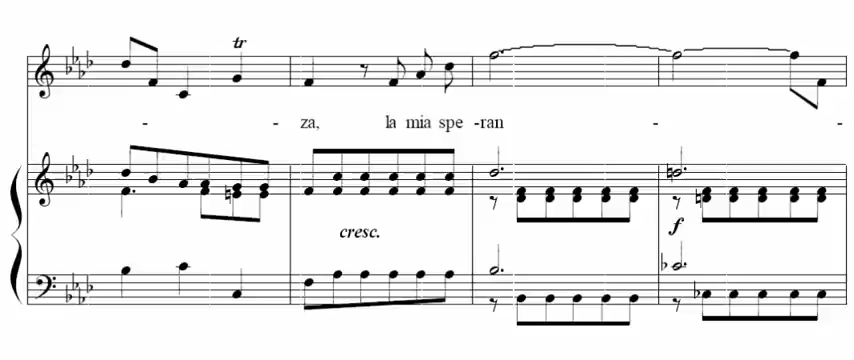 tr
- - za, la mia spe -ran - -
cresc.
f